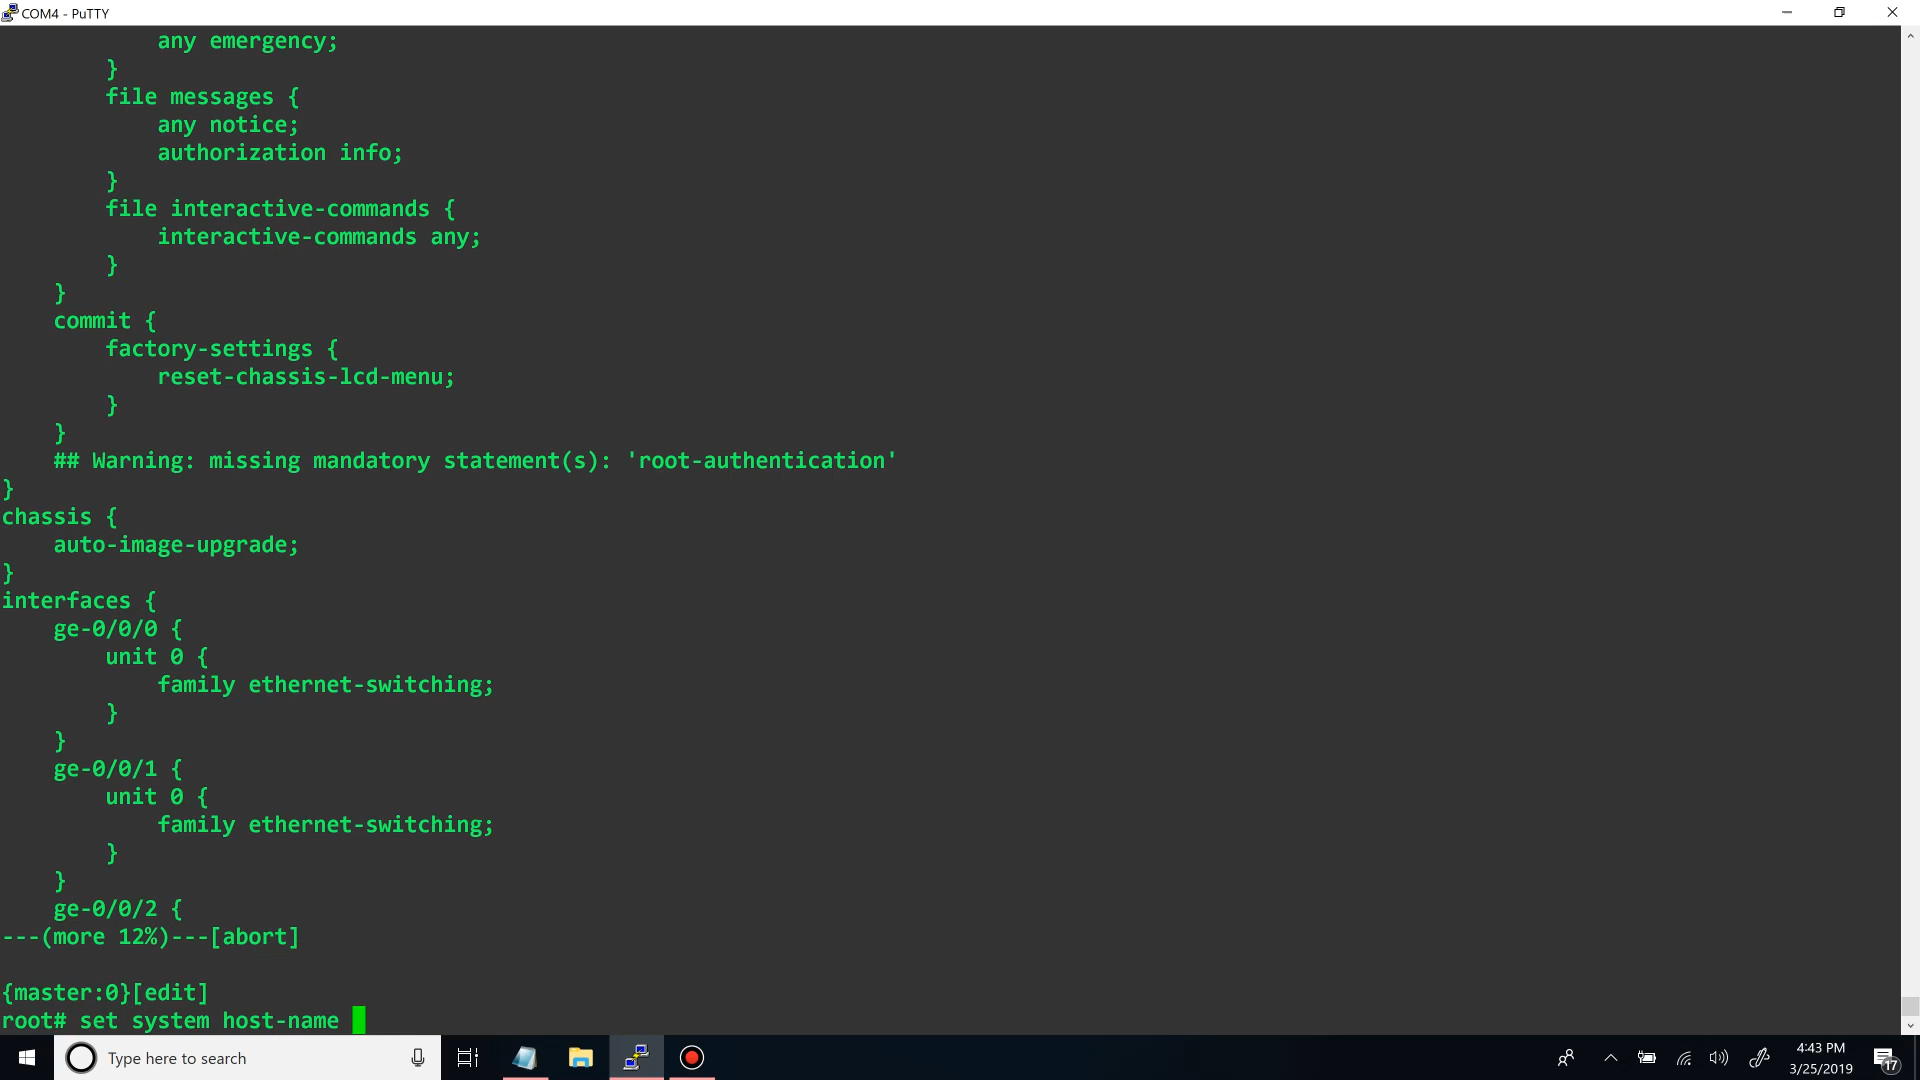 COM4 - PuTTY
any emergency;
}
file messages {
any notice;
authorization info;
}
file interactive-commands {
interactive-commands any;
}
}
commit {
factory-settings {
reset-chassis-lcd-menu;
}
}
## Warning: missing mandatory statement(s): 'root-authentication'
}
chassis {
auto-image-upgrade;
}
interfaces {
ge-0/0/0 {
unit 0 {
family ethernet-switching;
}
}
ge-0/0/1 {
unit 0 {
family ethernet-switching;
}
}
ge-0/0/2 {
---(more 12%)---[abort]
{master:0}[edit]
root# set system host-name
Type here to search
4:43 PM
3/25/2019
17